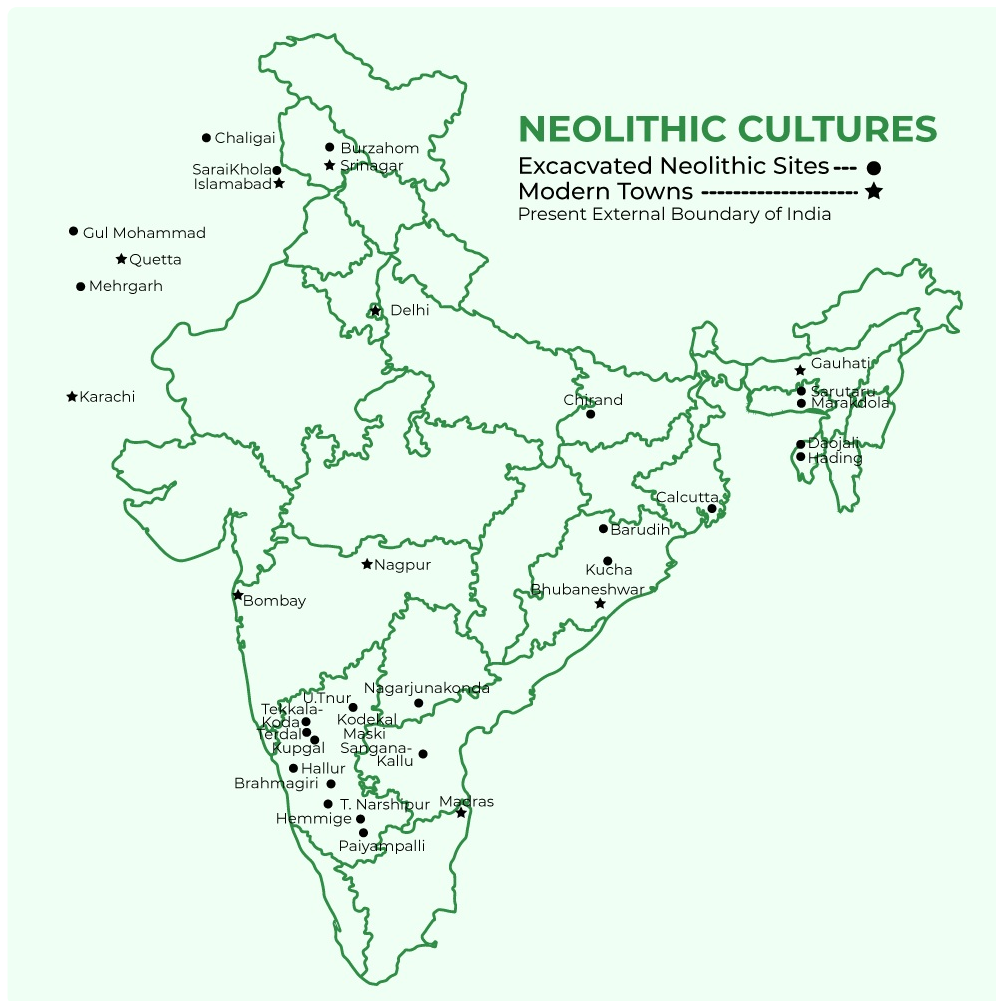 NEOLITHIC CULTURES
Excacvated Neolithic Sites ---
Modern Towns --------------------
Present External Boundary of India
Chaligai
Burzahom
Srinagar
SaraiKhola
Islamabad
Gul Mohammad
Quetta
Mehrgarh
Delhi
Karachi
Gauhati
Sarutaru
Marakdola
Chirand
Daojali
Hading
Calcutta
Barudih
Kucha
Bhubaneshwar
Nagpur
Bombay
Nagarjunakonda
U.Tnur
Tekkala-
Koda
Terdal
Kupgal
Kodekal
Maski
Sangana-
Kallu
Hallur
Brahmagiri
T. Narshipur
Madras
Hemmige
Paiyampalli